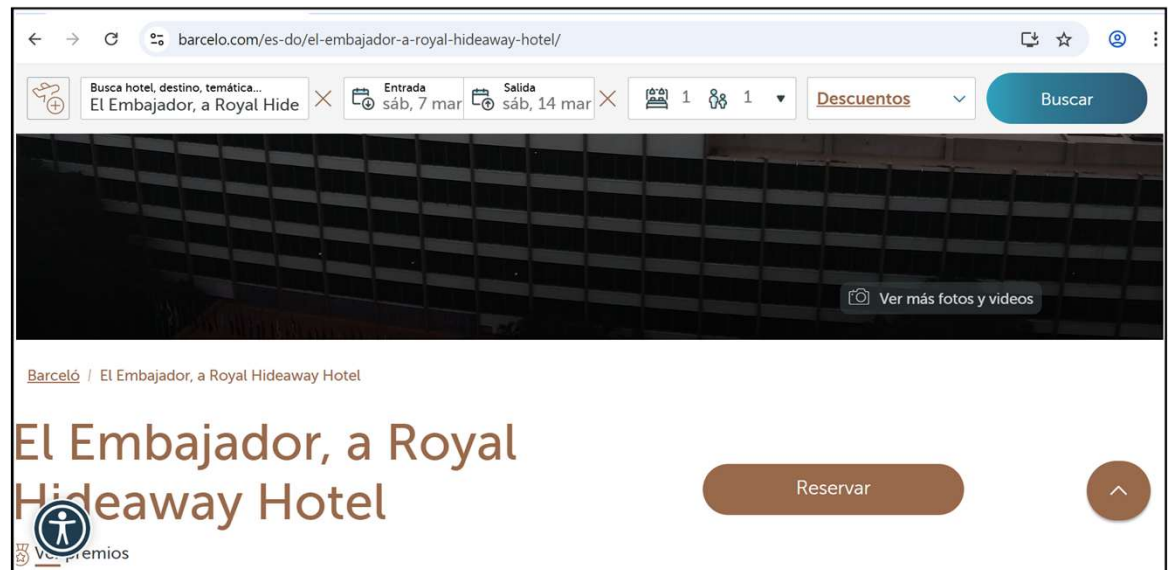 barcelo.com/es-do/el-embajador-a-royal-hideaway-hotel/
Busca hotel, destino, temática...
El Embajador, a Royal Hide
Entrada
sáb, 7 mar
Salida
sáb, 14 mar
1 1
Descuentos
Buscar
Ver más fotos y videos
Barceló / El Embajador, a Royal Hideaway Hotel
El Embajador, a Royal
Hideaway Hotel
Reservar
Ver premios